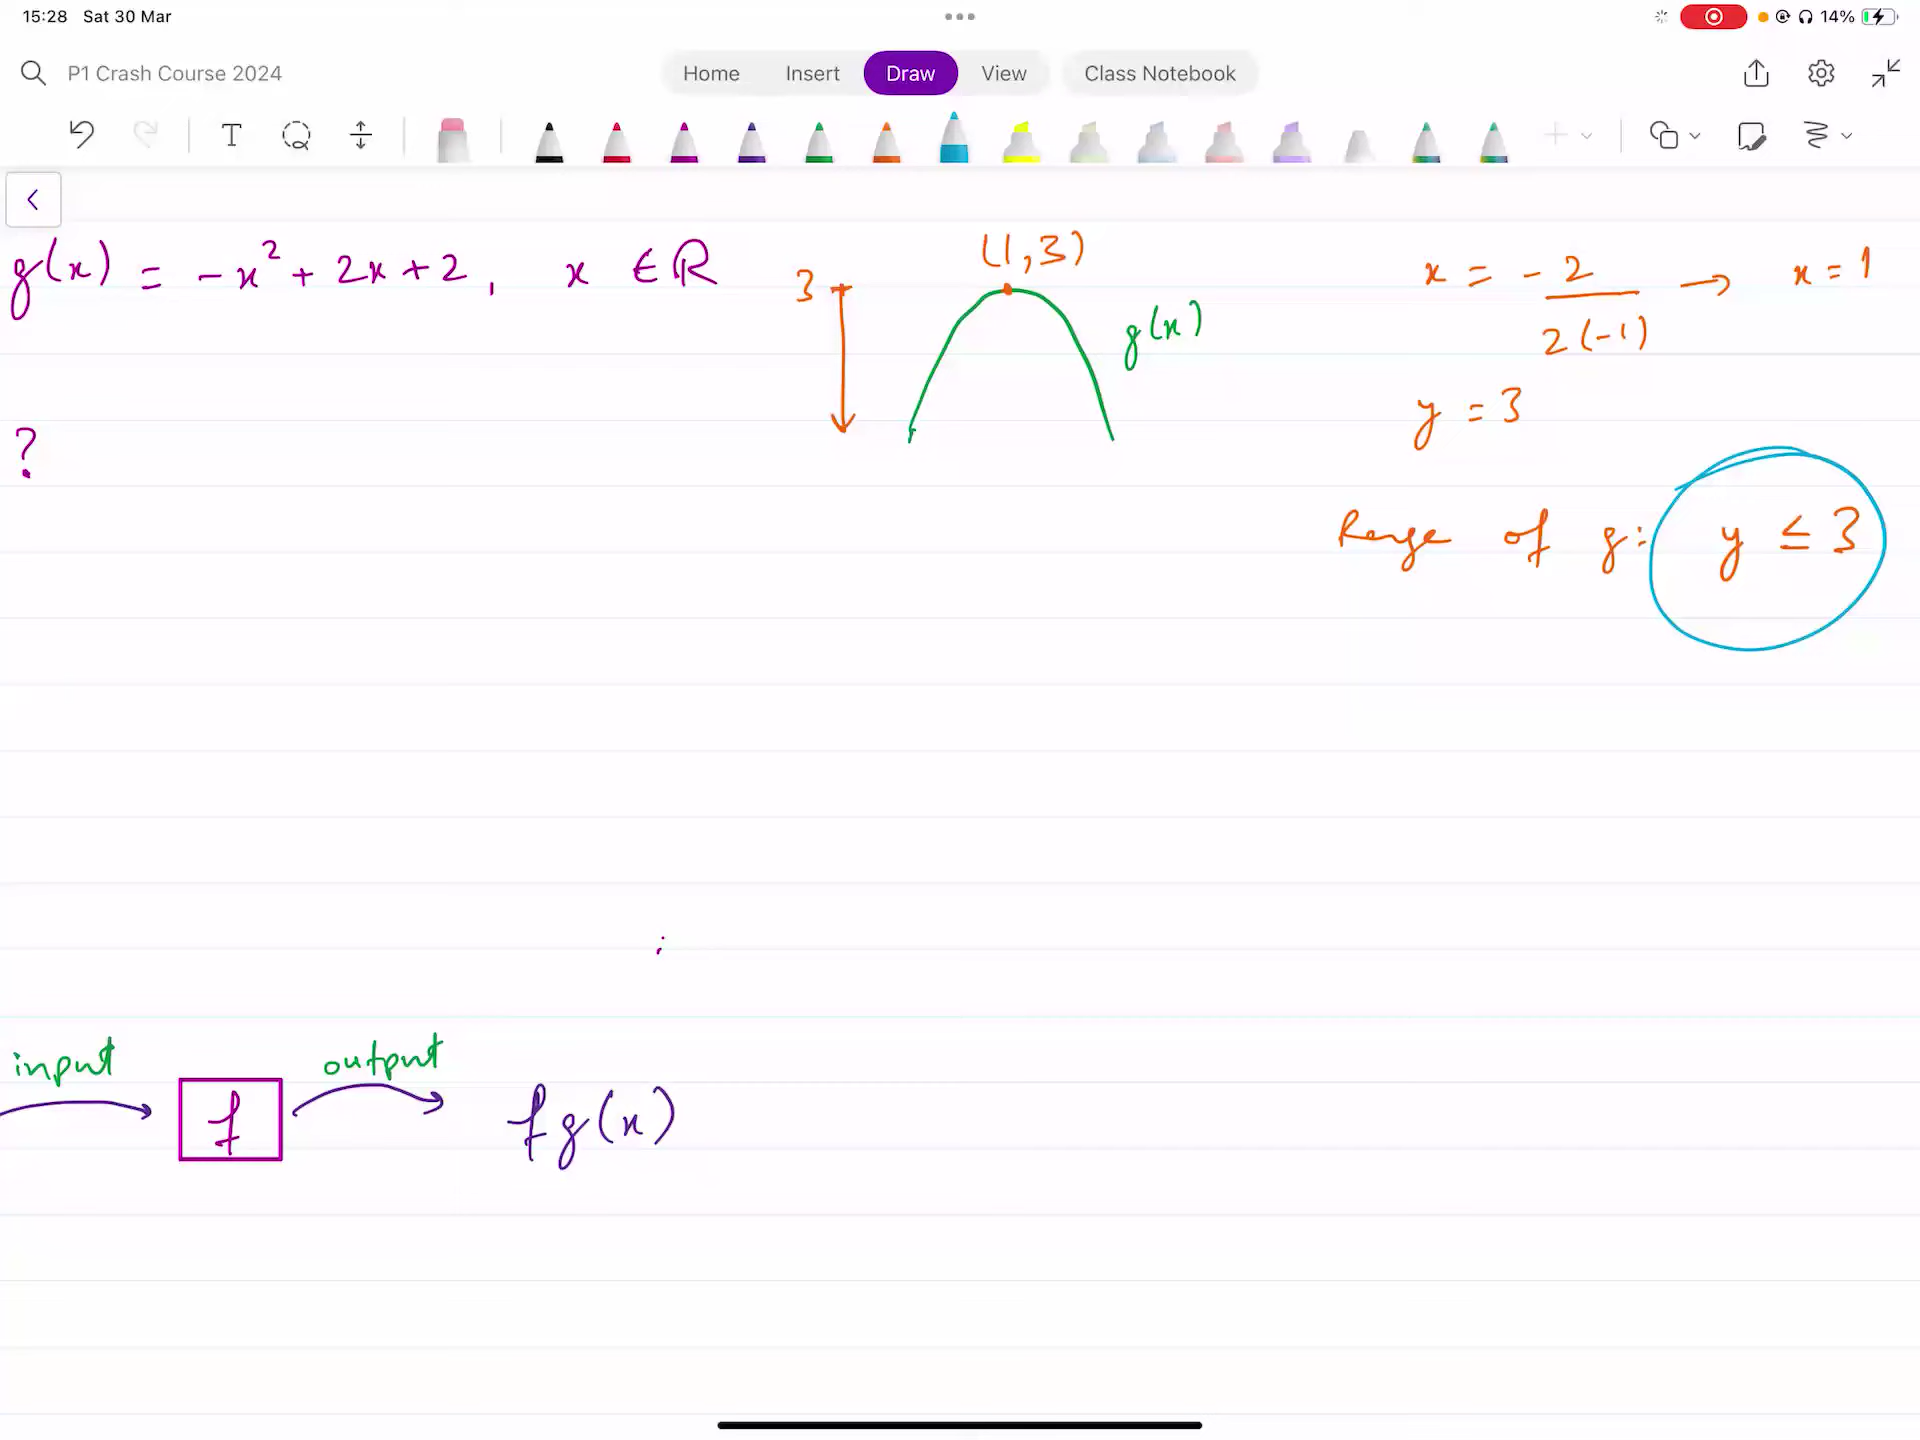 15:28 Sat 30 Mar 14%
P1 Crash Course 2024 Home Insert Draw View Class Notebook
T
g(x) = -x² + 2x + 2, x ∈ ℝ
?
3
(1,3)
g(x)
x = -2/2(-1) → x = 1
y = 3
Range of g: y ≤ 3
input
f
output
fg(x)